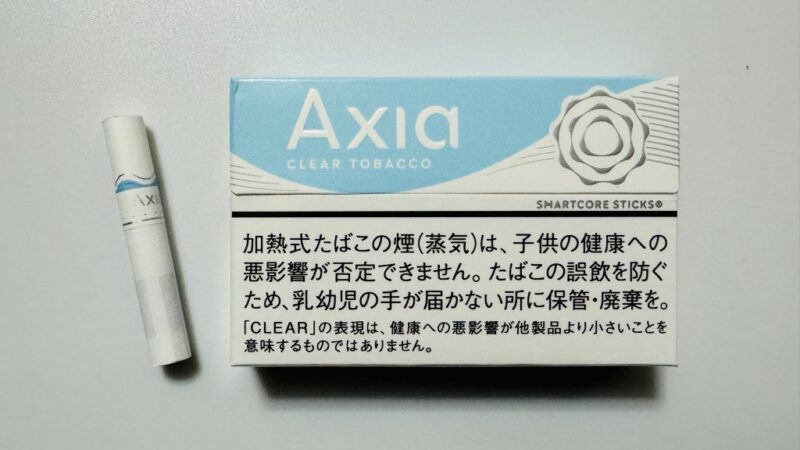 Axia
CLEAR TOBACCO
SMARTCORE STICKS®
加熱式たばこの煙(蒸気)は、子供の健康への
悪影響が否定できません。たばこの誤飲を防ぐ
ため、乳幼児の手が届かない所に保管・廃棄を。
「CLEAR」の表現は、健康への悪影響が他製品より小さいことを
意味するものではありません。
Axia